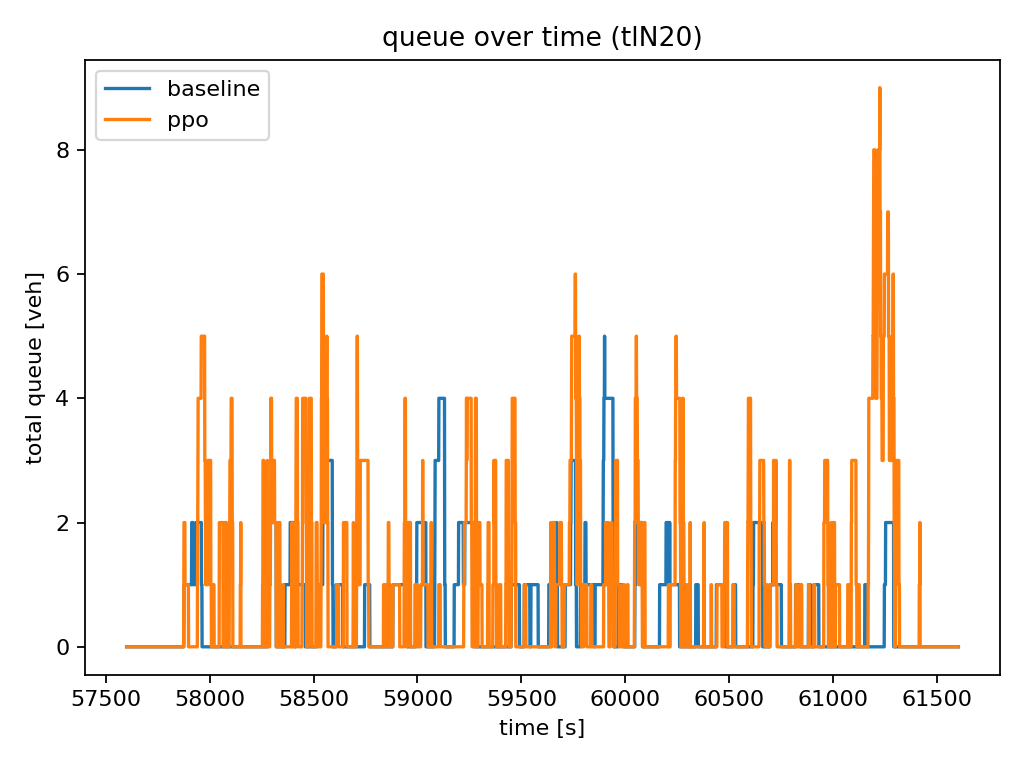 queue over time (tlN20)
baseline
ppo
total queue [veh]
8
6
4
2
0
57500 58000 58500 59000 59500 60000 60500 61000 61500
time [s]